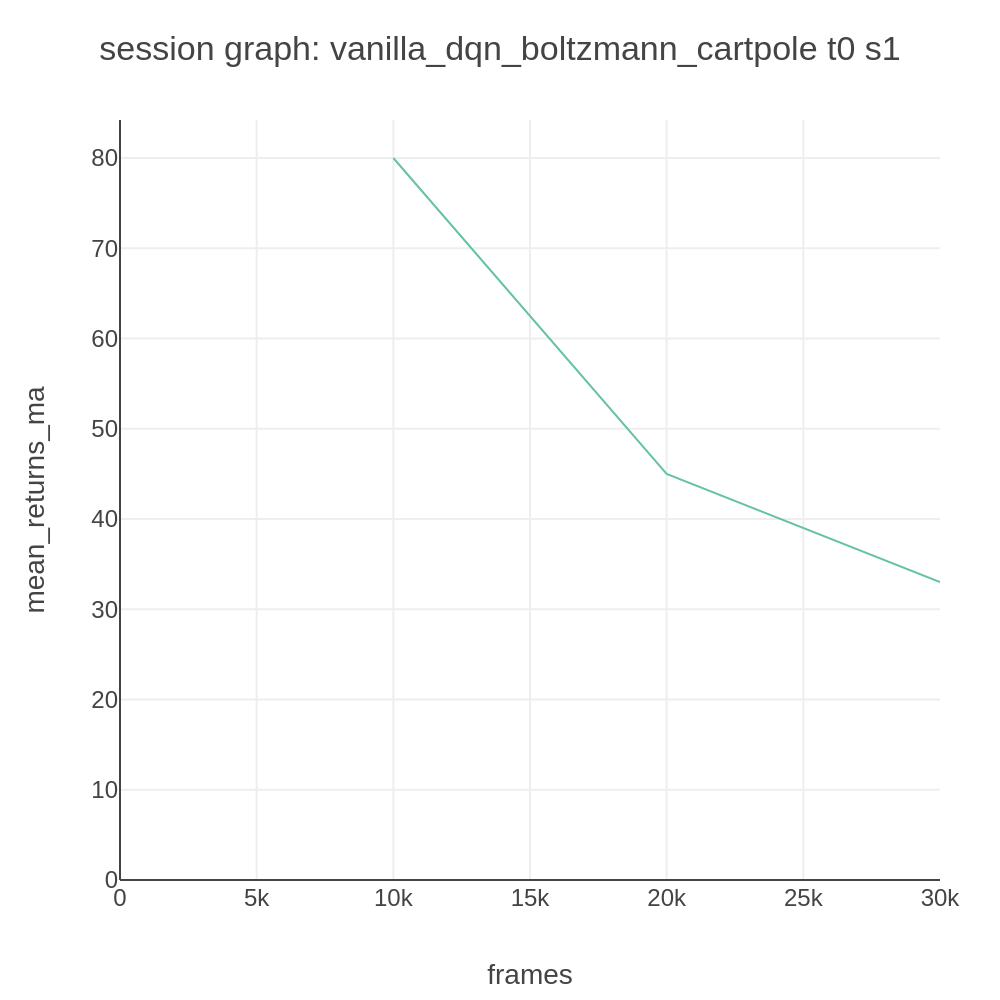 session graph: vanilla_dqn_boltzmann_cartpole t0 s1
mean_returns_ma
80
70
60
50
40
30
20
10
0
0 5k 10k 15k 20k 25k 30k
frames